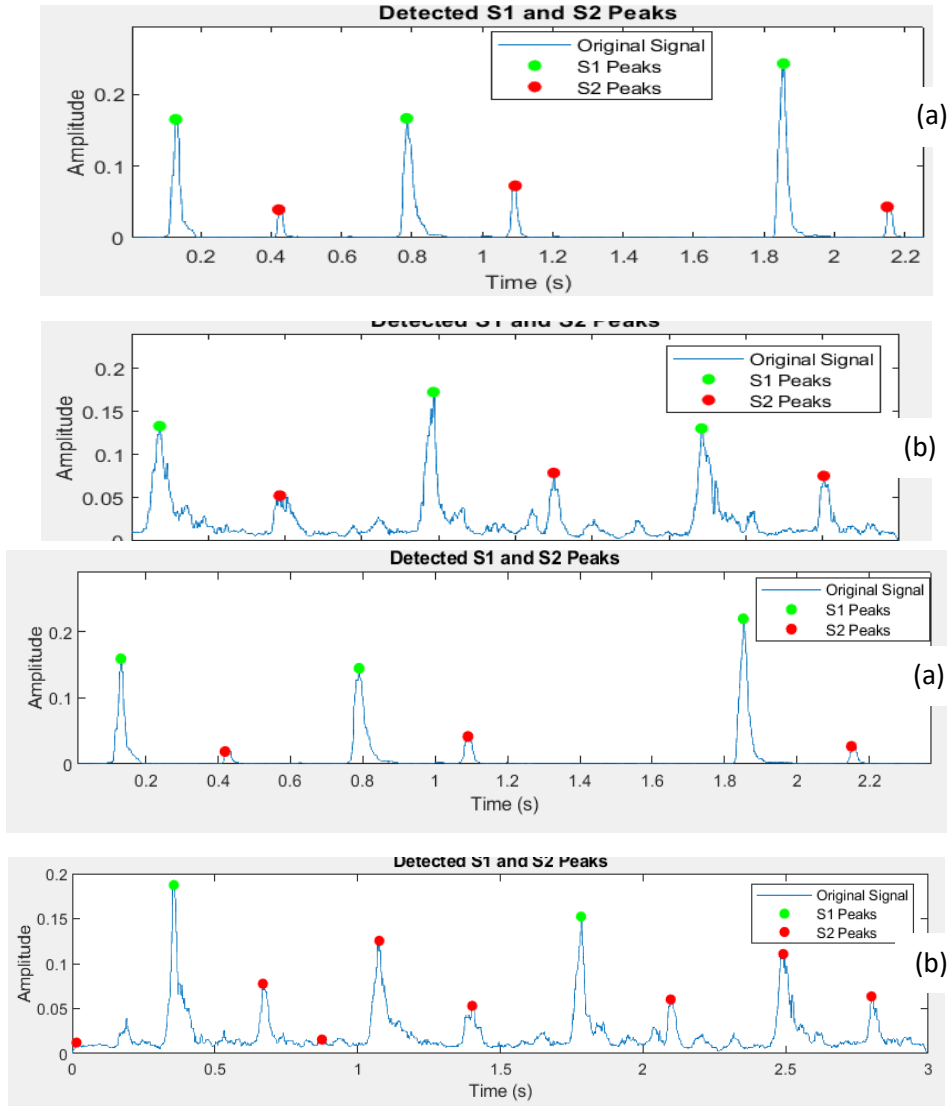 Detected S1 and S2 Peaks
Original Signal
S1 Peaks
S2 Peaks
(a)
Amplitude
0.2
0.1
0
0.2 0.4 0.6 0.8 1 1.2 1.4 1.6 1.8 2 2.2
Time (s)
Detected S1 and S2 Peaks
Original Signal
S1 Peaks
S2 Peaks
(b)
Amplitude
0.2
0.15
0.1
0.05
0
Detected S1 and S2 Peaks
Original Signal
S1 Peaks
S2 Peaks
(a)
Amplitude
0.2
0.1
0
0.2 0.4 0.6 0.8 1 1.2 1.4 1.6 1.8 2 2.2
Time (s)
Detected S1 and S2 Peaks
Original Signal
S1 Peaks
S2 Peaks
(b)
Amplitude
0.2
0.15
0.1
0.05
0
0 0.5 1 1.5 2 2.5 3
Time (s)